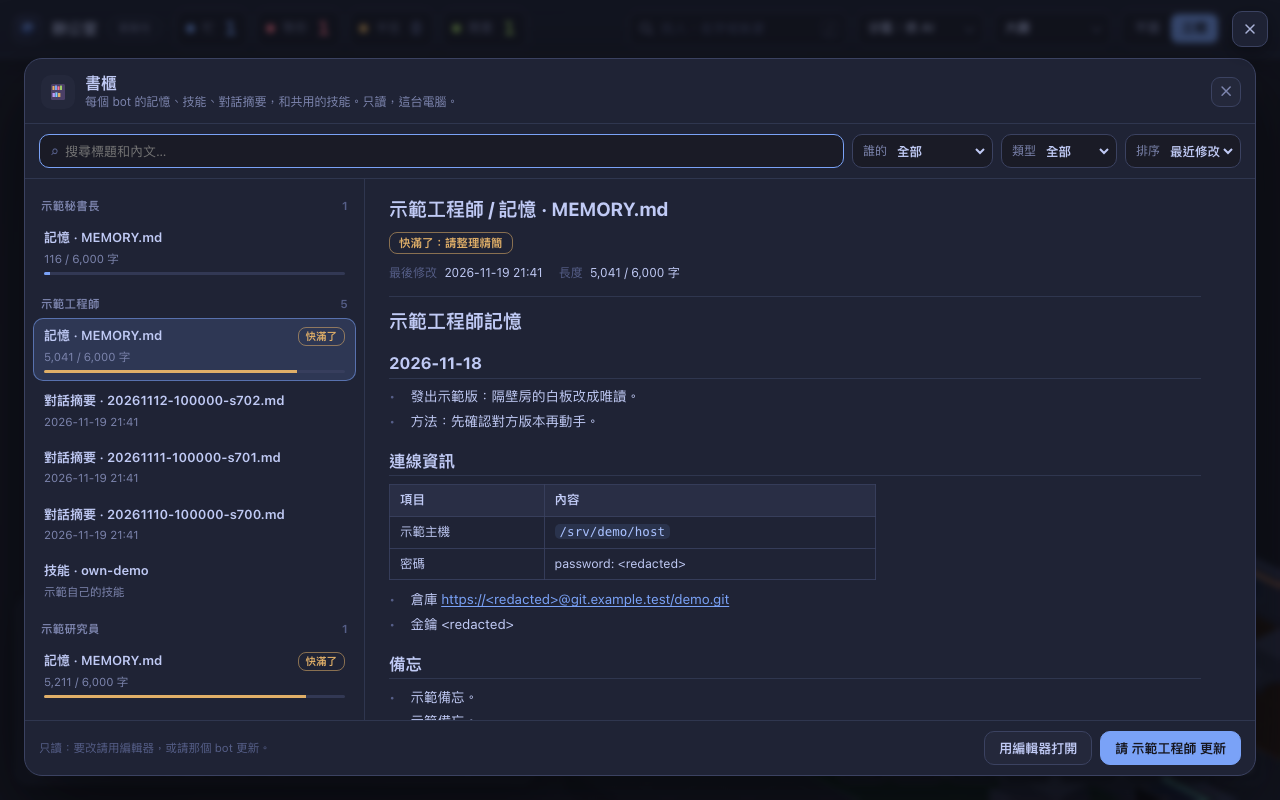 書櫃
每個 bot 的記憶、技能、對話摘要，和共用的技能。只讀，這台電腦。
搜尋標題和內文…
誰的 全部
類型 全部
排序 最近修改
示範秘書長 1
記憶 · MEMORY.md
116 / 6,000 字
示範工程師 5
記憶 · MEMORY.md 快滿了
5,041 / 6,000 字
對話摘要 · 20261112-100000-s702.md
2026-11-19 21:41
對話摘要 · 20261111-100000-s701.md
2026-11-19 21:41
對話摘要 · 20261110-100000-s700.md
2026-11-19 21:41
技能 · own-demo
示範自己的技能
示範研究員 1
記憶 · MEMORY.md 快滿了
5,211 / 6,000 字
示範工程師 / 記憶 · MEMORY.md
快滿了：請整理精簡
最後修改 2026-11-19 21:41 長度 5,041 / 6,000 字
示範工程師記憶
2026-11-18
發出示範版：隔壁房的白板改成唯讀。
方法：先確認對方版本再動手。
連線資訊
項目 內容
示範主機 /srv/demo/host
密碼 password: <redacted>
倉庫 https://<redacted>@git.example.test/demo.git
金鑰 <redacted>
備忘
示範備忘。
示範備忘。
只讀：要改請用編輯器，或請那個 bot 更新。
用編輯器打開
請 示範工程師 更新